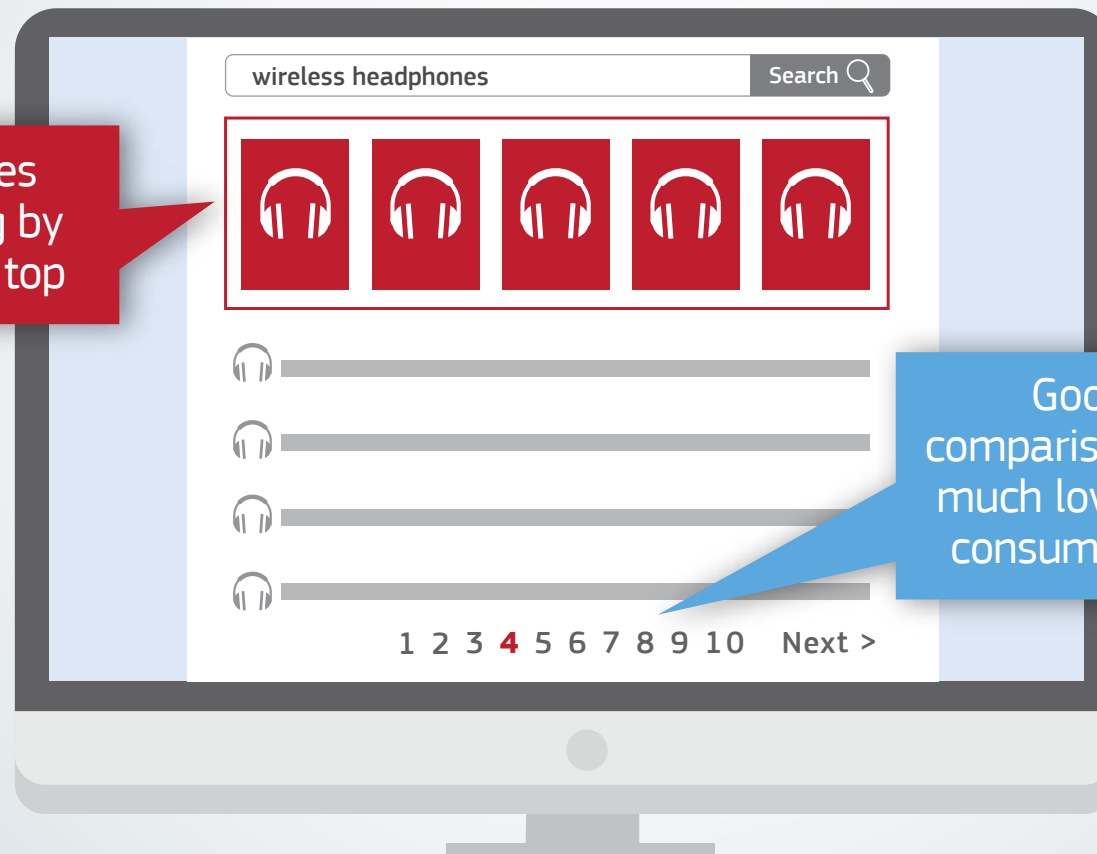 wireless headphones
Search
es
g by
top
Goo
comparis
much lov
consum
1 2 3 4 5 6 7 8 9 10 Next >